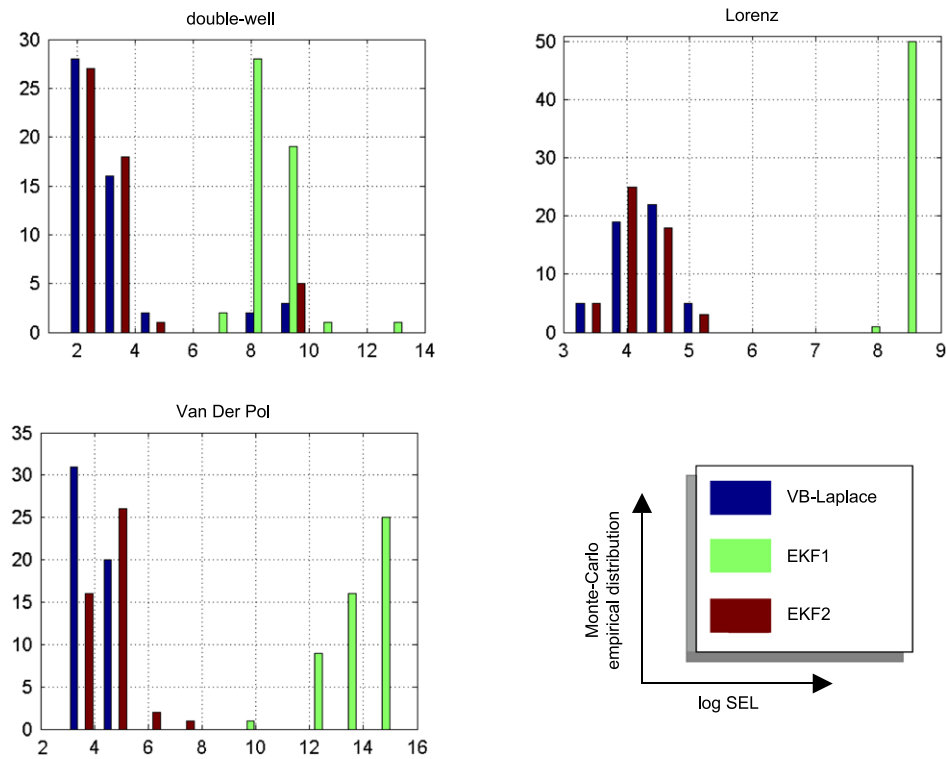 double-well
30
25
20
15
10
5
0
2 4 6 8 10 12 14
Lorenz
50
40
30
20
10
0
3 4 5 6 7 8 9
Van Der Pol
35
30
25
20
15
10
5
0
2 4 6 8 10 12 14 16
Monte-Carlo
empirical distribution
log SEL
VB-Laplace
EKF1
EKF2